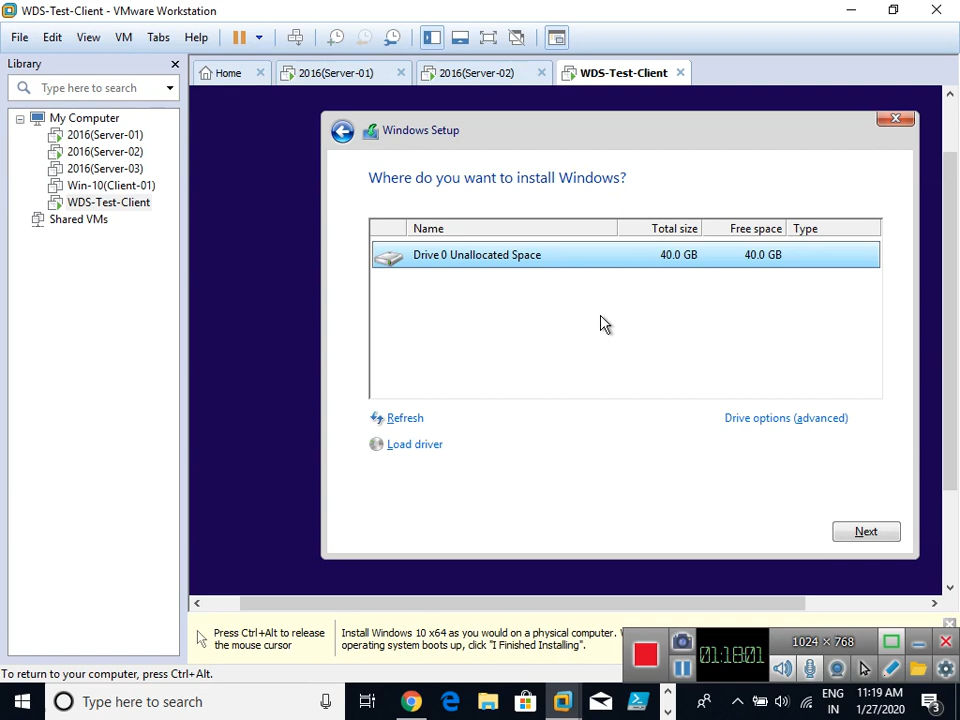 WDS-Test-Client - VMware Workstation
File Edit View VM Tabs Help
Library
Type here to search
My Computer
2016(Server-01)
2016(Server-02)
2016(Server-03)
Win-10(Client-01)
WDS-Test-Client
Shared VMs
Home 2016(Server-01) 2016(Server-02) WDS-Test-Client
Windows Setup
Where do you want to install Windows?
Name Total size Free space Type
Drive 0 Unallocated Space 40.0 GB 40.0 GB
Refresh Drive options (advanced)
Load driver
Next
Press Ctrl+Alt to release
the mouse cursor
Install Windows 10 x64 as you would on a physical computer.
operating system boots up, click "I Finished Installing".
1024 × 768
01:18:01
To return to your computer, press Ctrl+Alt.
Type here to search
ENG
IN
11:19 AM
1/27/2020
3